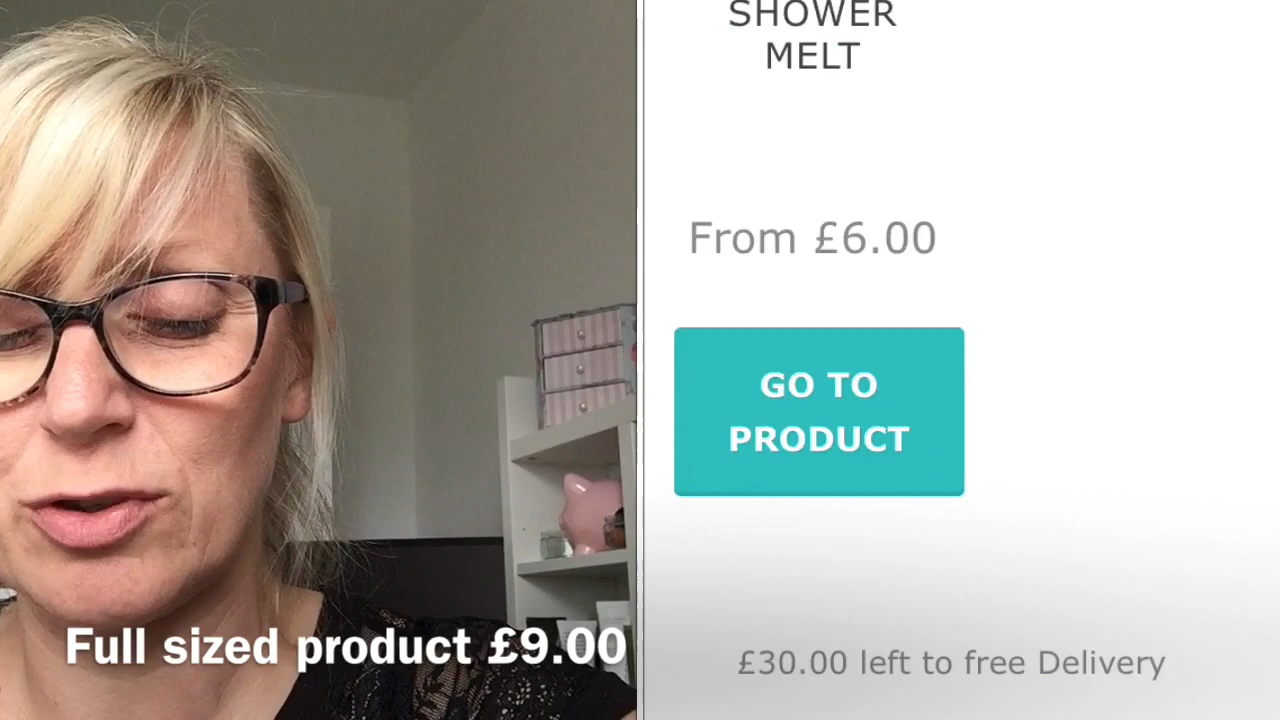 SHOWER
MELT
From £6.00
GO TO
PRODUCT
Full sized product £9.00
£30.00 left to free Delivery